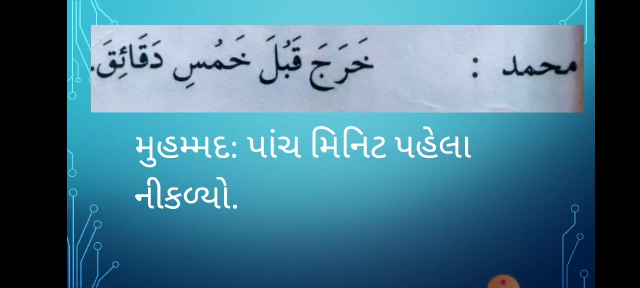 محمد : خَرَجَ قَبْلَ خَمْسِ دَقَائِقَ.
મુહમ્મદ: પાંચ મિનિટ પહેલા
નીકળ્યો.